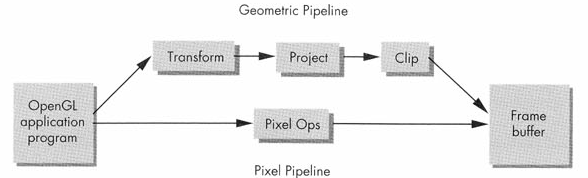 Geometric Pipeline
Transform
Project
Clip
OpenGL
application
program
Pixel Ops
Frame
buffer
Pixel Pipeline